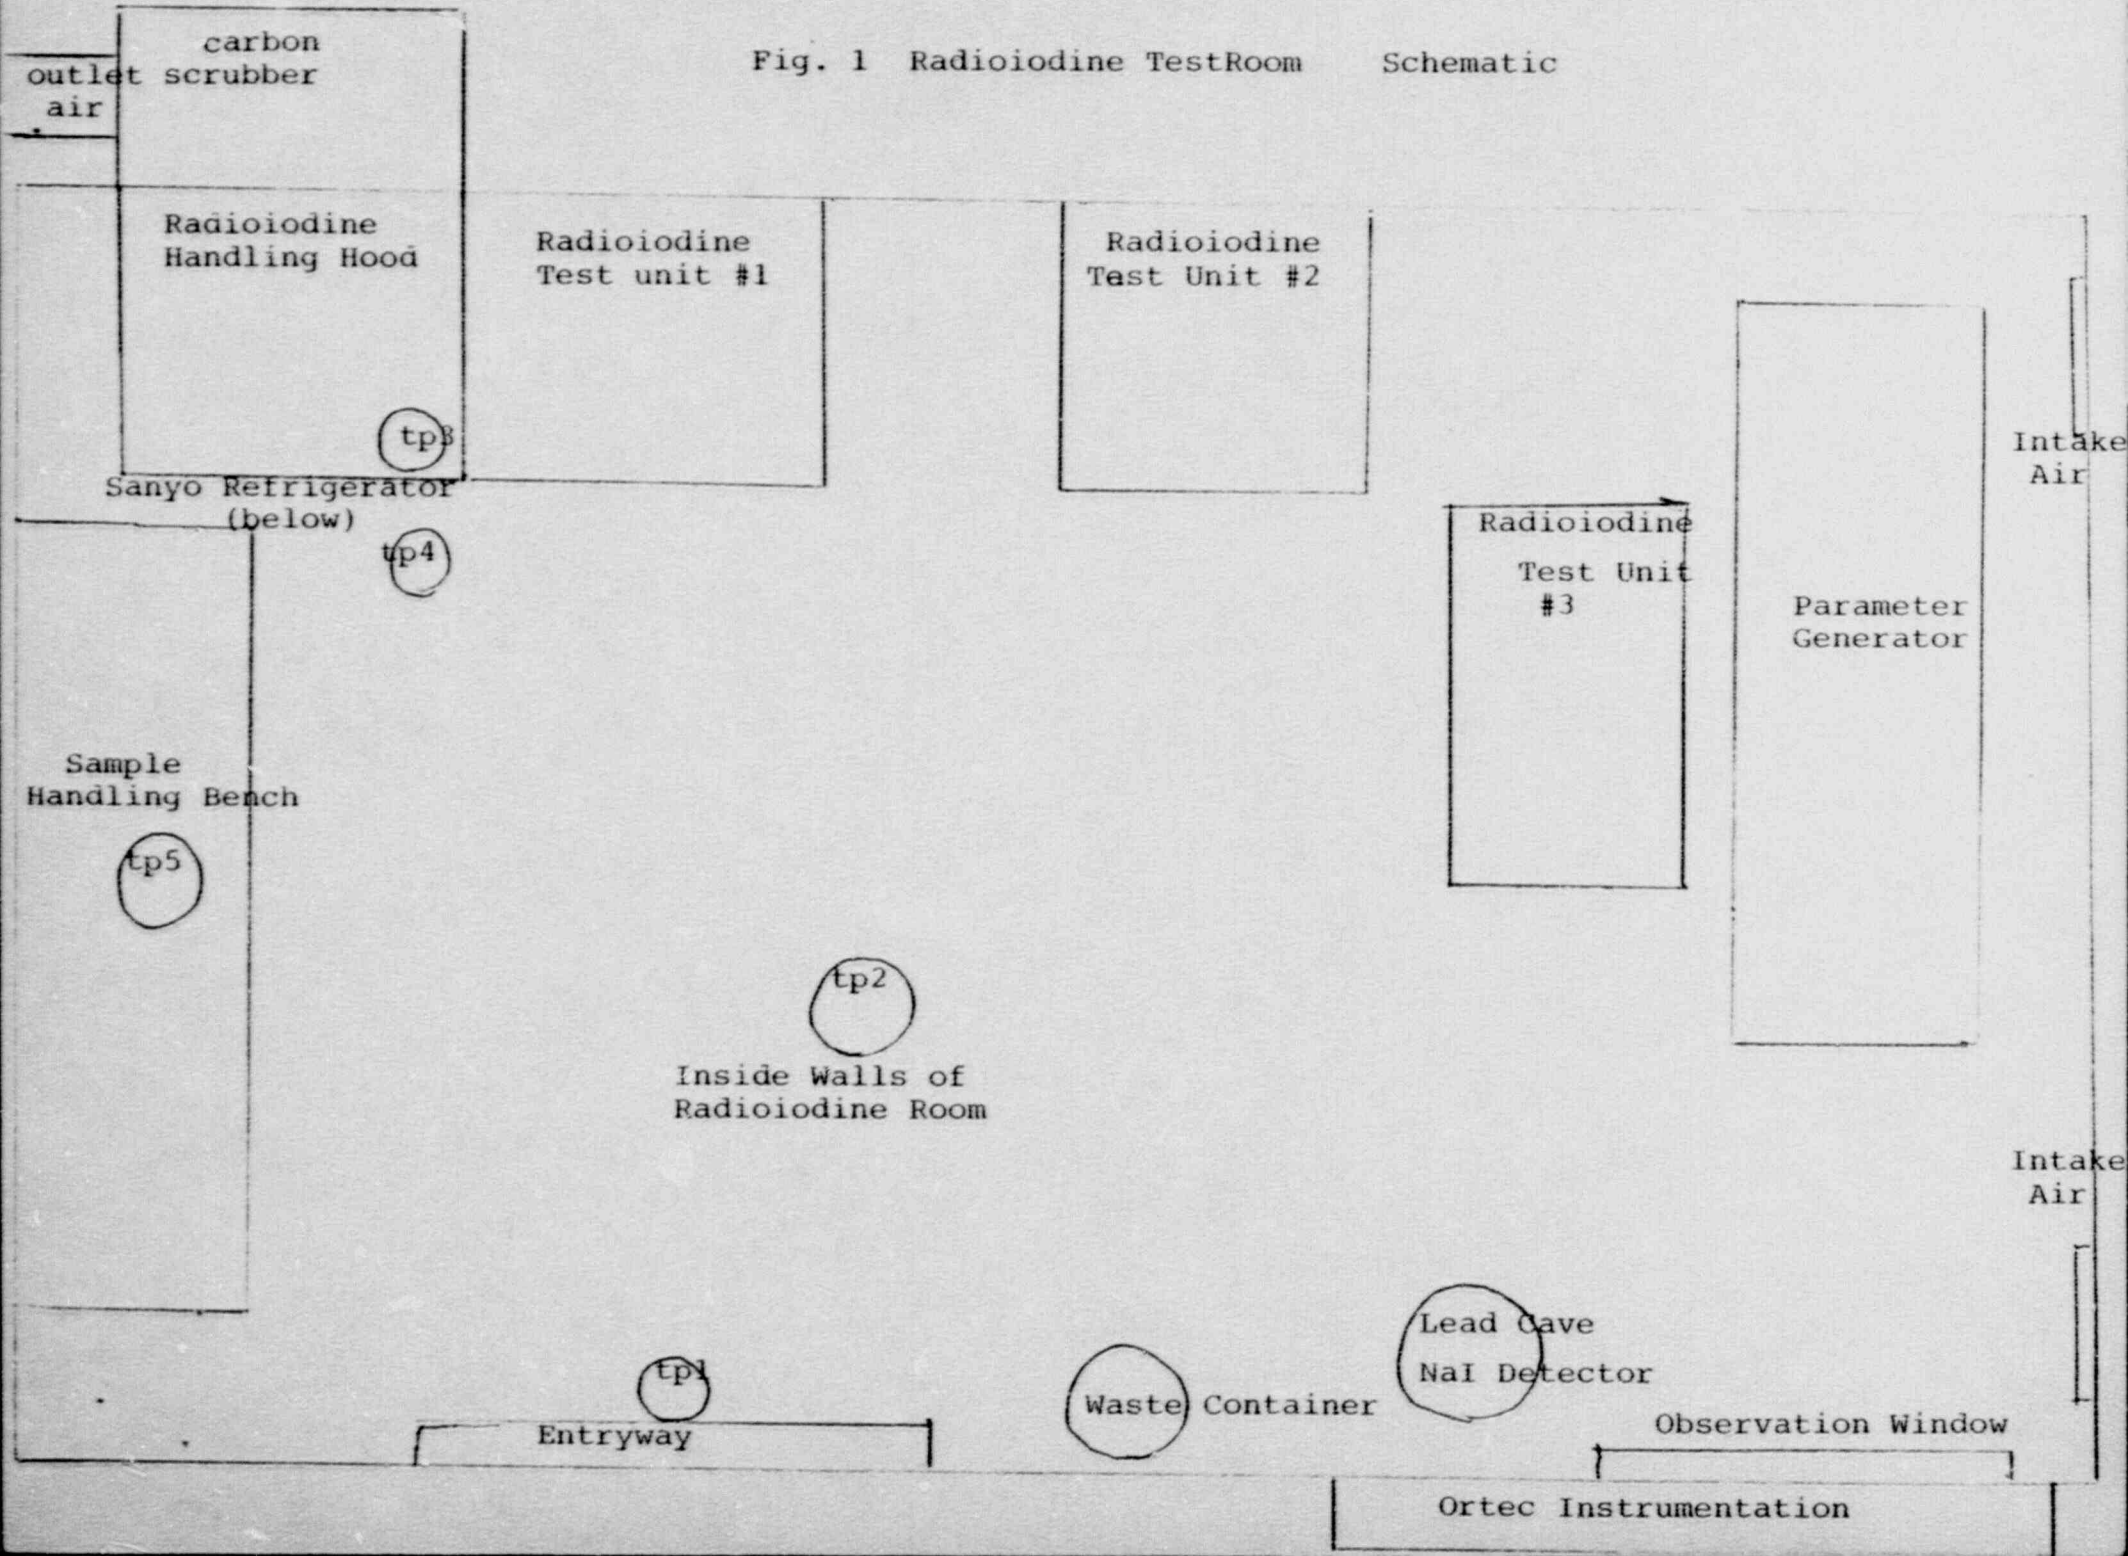 Fig. 1 Radioiodine TestRoom Schematic
carbon
outlet scrubber
air
Radioiodine
Handling Hood
Radioiodine
Test unit #1
Radioiodine
Test Unit #2
tp3
Sanyo Refrigerator
(below)
tp4
Intake
Air
Radioiodine
Test Unit
#3
Parameter
Generator
Sample
Handling Bench
tp5
tp2
Inside Walls of
Radioiodine Room
Intake
Air
Lead Cave
NaI Detector
tp1
Waste Container
Entryway
Observation Window
Ortec Instrumentation